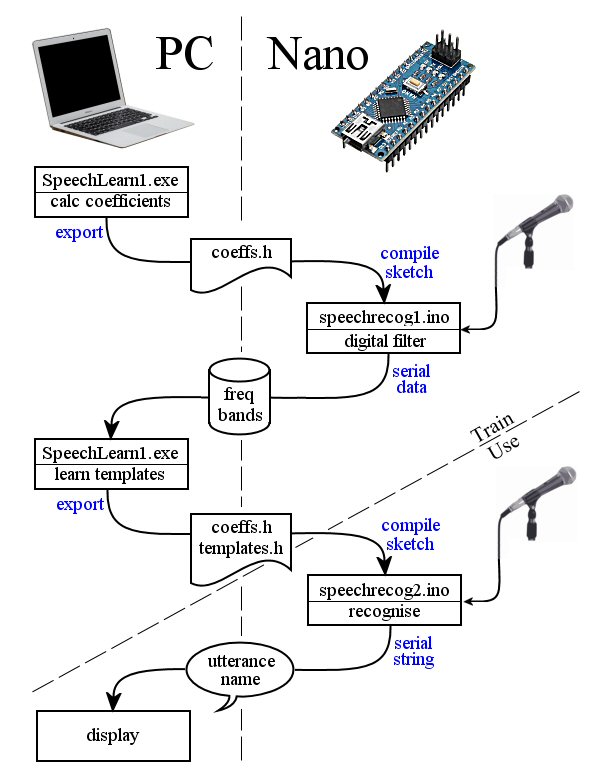 PC
Nano
SpeechLearn1.exe
calc coefficients
export
coeffs.h
compile
sketch
speechrecog1.ino
digital filter
serial
data
freq
bands
Train
Use
SpeechLearn1.exe
learn templates
export
coeffs.h
templates.h
compile
sketch
speechrecog2.ino
recognise
serial
string
utterance
name
display